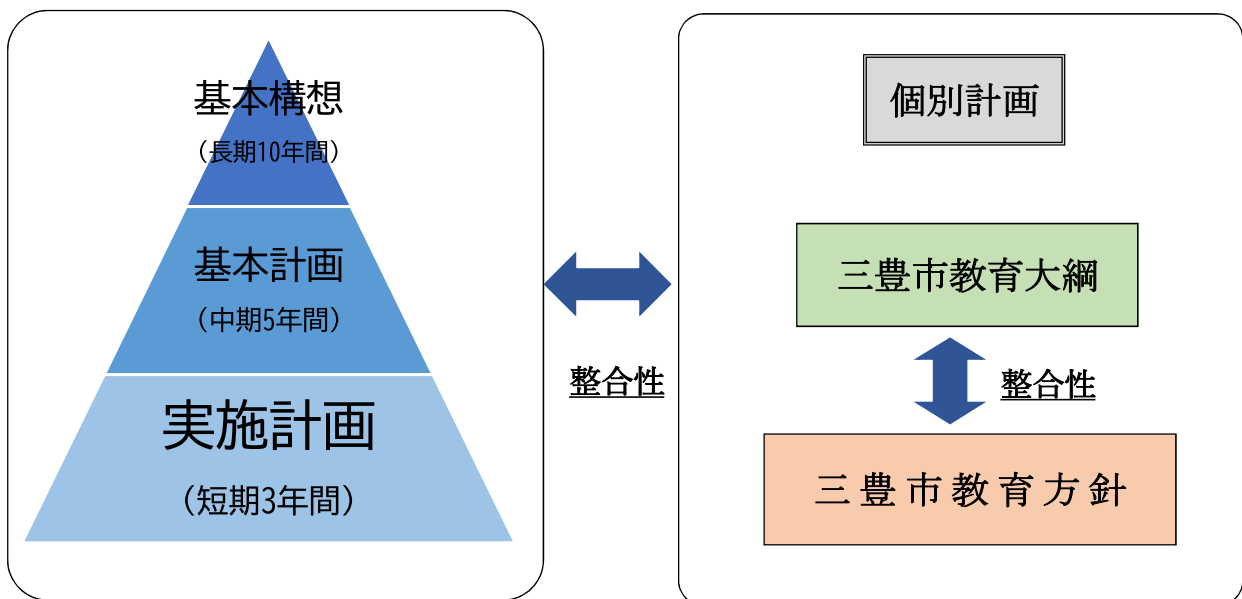 基本構想
（長期10年間）
基本計画
（中期5年間）
実施計画
（短期3年間）
整合性
個別計画
三豊市教育大綱
整合性
三豊市教育方針